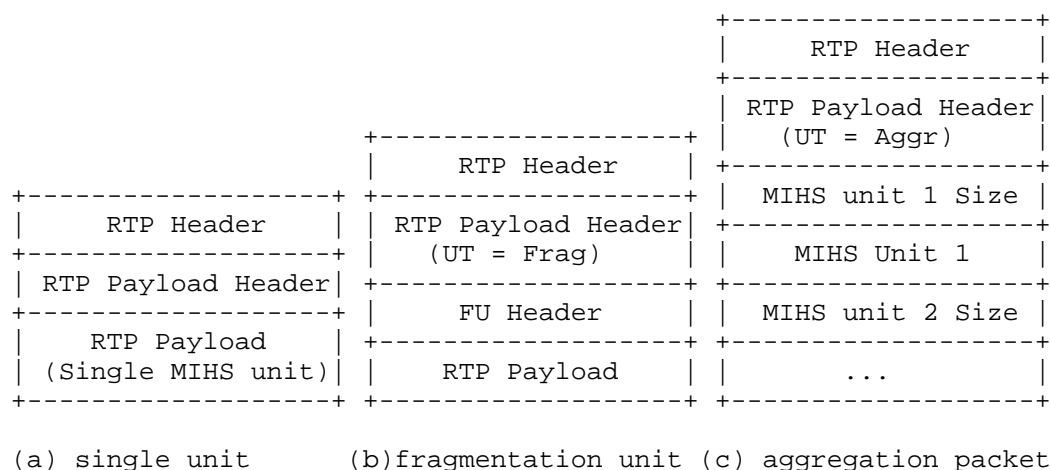 +-----------------+
                                               |    RTP Header   |
                                               +-----------------+
                                               | RTP Payload Header|
                        +-----------------+    |   (UT = Aggr)   |
                        |    RTP Header   |    +-----------------+
+-----------------+ +-----------------+ | MIHS unit 1 Size |
|    RTP Header   | | RTP Payload Header| +-----------------+
+-----------------+ |   (UT = Frag)   | |   MIHS Unit 1   |
| RTP Payload Header| +-----------------+ +-----------------+
+-----------------+ |    FU Header    | | MIHS unit 2 Size |
|   RTP Payload   | +-----------------+ +-----------------+
| (Single MIHS unit)| |   RTP Payload   | |       ...       |
+-----------------+ +-----------------+ +-----------------+
(a) single unit (b)fragmentation unit (c) aggregation packet